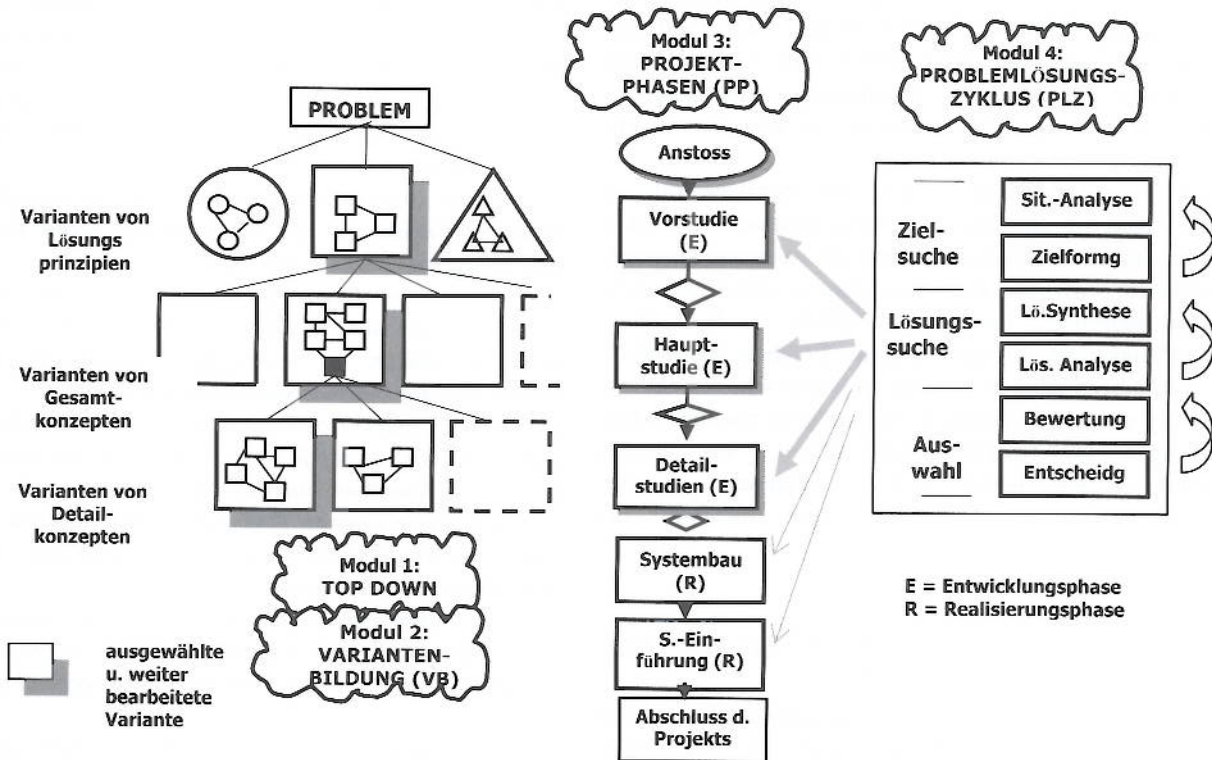 PROBLEM
Varianten von
Lösungs
prinzipien
Varianten von
Gesamt-
konzepten
Varianten von
Detail-
konzepten
Modul 1:
TOP DOWN
Modul 2:
VARIANTEN-
BILDUNG (VB)
ausgewählte
u. weiter
bearbeitete
Variante
Modul 3:
PROJEKT-
PHASEN (PP)
Anstoss
Vorstudie
(E)
Haupt-
studie (E)
Detail-
studien (E)
Systembau
(R)
S.-Ein-
führung (R)
Abschluss d.
Projekts
Modul 4:
PROBLEMLÖSUNGS-
ZYKLUS (PLZ)
Ziel-
suche
Sit.-Analyse
Zielformg
Lösungs-
suche
Lö.Synthese
Lös. Analyse
Aus-
wahl
Bewertung
Entscheidg
E = Entwicklungsphase
R = Realisierungsphase